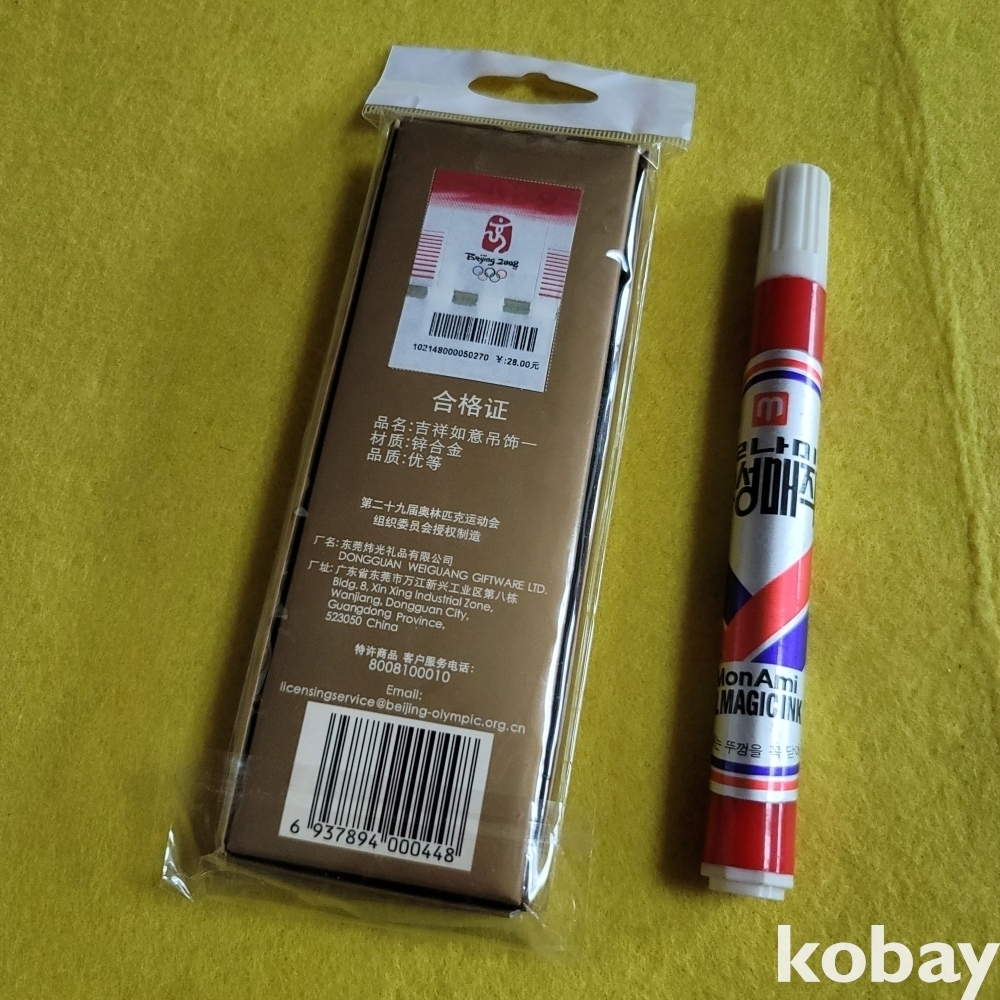 Beijing 2008
102148000050270 ￥:28.00元
合格证
品名:吉祥如意吊饰一
材质:锌合金
品质:优等
第二十九届奥林匹克运动会
组织委员会授权制造
厂名:东莞炜光礼品有限公司
DONGGUAN WEIGUANG GIFTWARE LTD.
厂址:广东省东莞市万江新兴工业区第八栋
Bldg. 8, Xin Xing Industrial Zone,
Wanjiang, Dongguan City,
Guangdong Province,
523050 China
特许商品 客户服务电话:
8008100010
Email:
licensingservice@beijing-olympic.org.cn
6 937894 000448
m
성매
MonAmi
MAGIC INK
뚜껑을 꼭
kobay